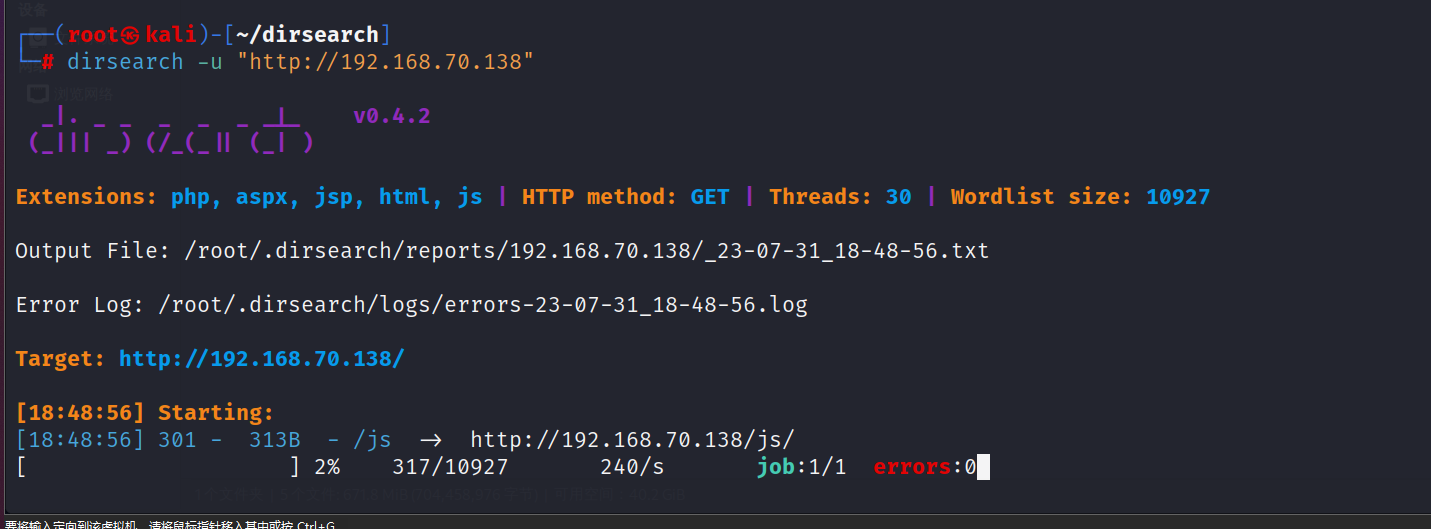 设备
┌──(root㉿kali)-[~/dirsearch]
└─# dirsearch -u "http://192.168.70.138"
浏览网络
  _|. _ _  _  _  _ _|_    v0.4.2
 (_||| _) (/_(_|| (_| )
Extensions: php, aspx, jsp, html, js | HTTP method: GET | Threads: 30 | Wordlist size: 10927
Output File: /root/.dirsearch/reports/192.168.70.138/_23-07-31_18-48-56.txt
Error Log: /root/.dirsearch/logs/errors-23-07-31_18-48-56.log
Target: http://192.168.70.138/
[18:48:56] Starting:
[18:48:56] 301 -  313B  - /js  ->  http://192.168.70.138/js/
[                    ] 2%    317/10927       240/s       job:1/1  errors:0
要将输入定向到该虚拟机，请将鼠标指针移入其中或按 Ctrl+G